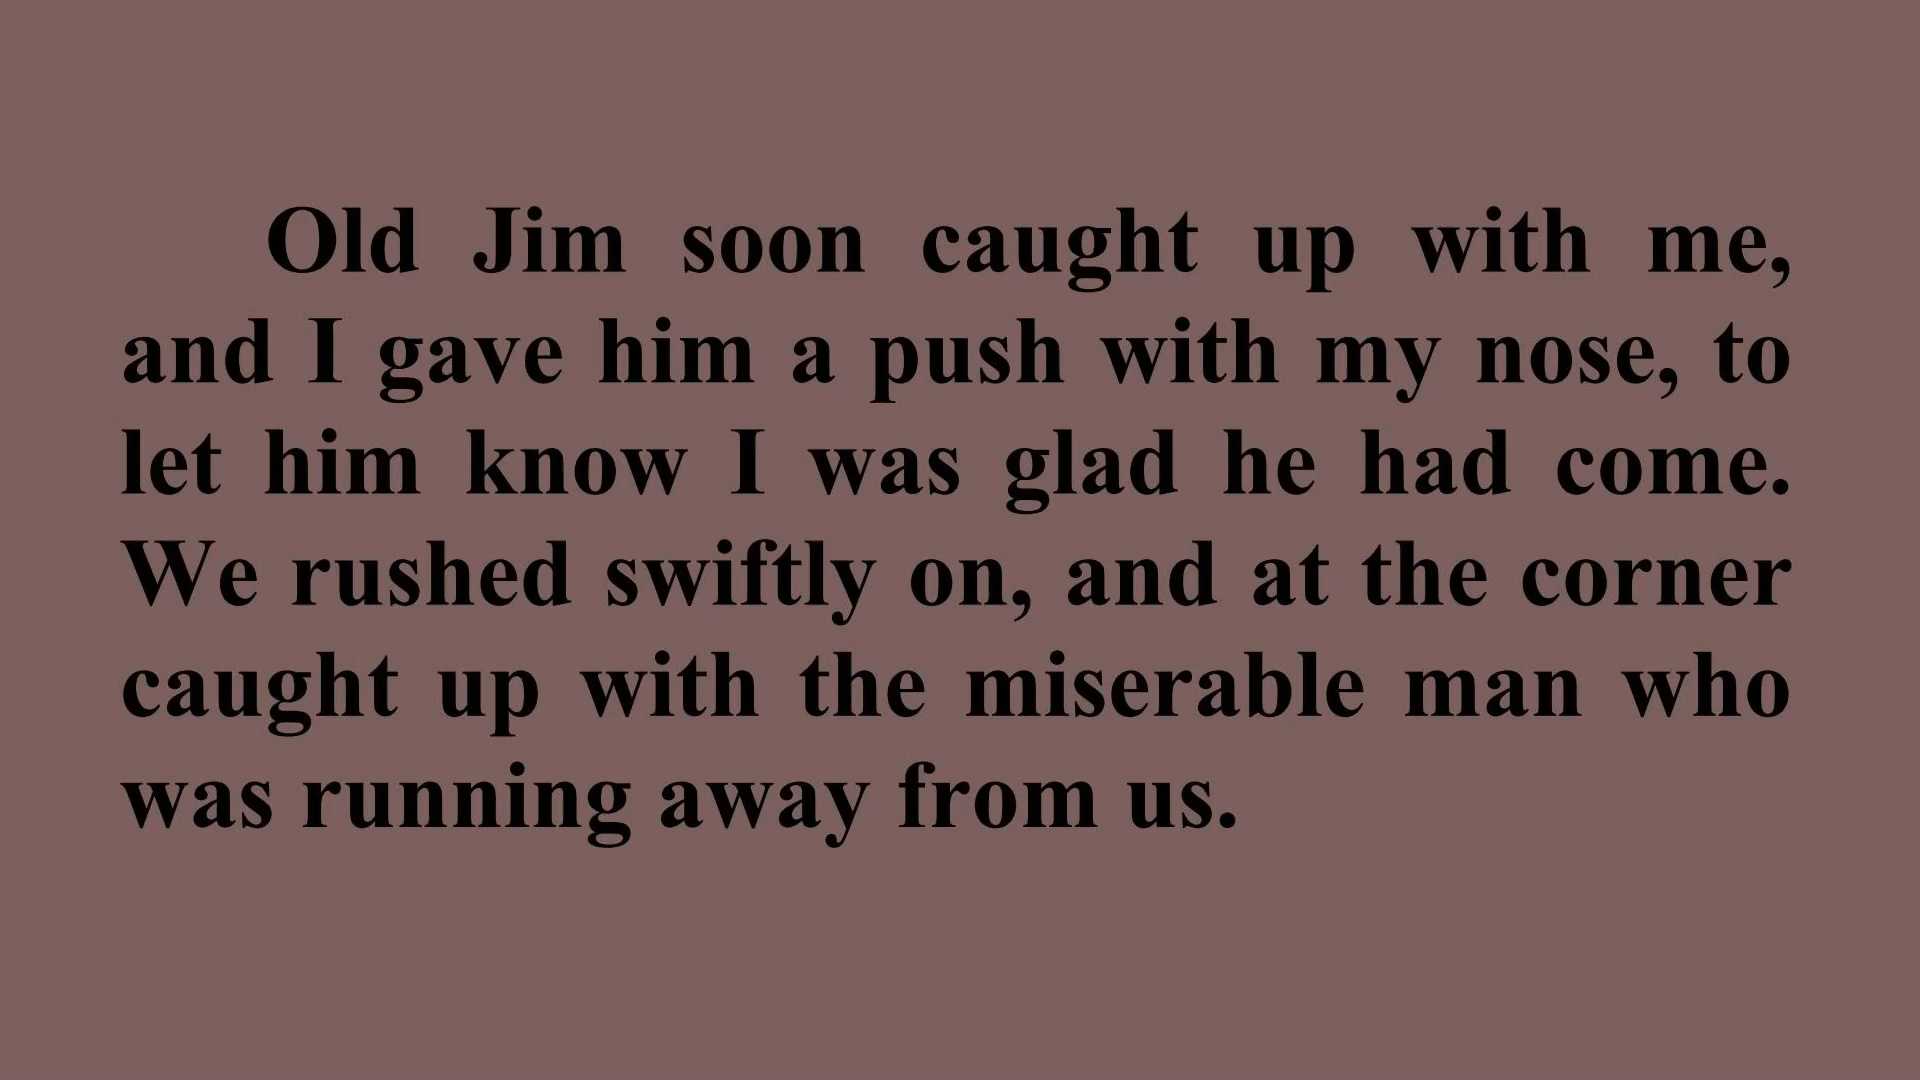 Old Jim soon caught up with me,
and I gave him a push with my nose, to
let him know I was glad he had come.
We rushed swiftly on, and at the corner
caught up with the miserable man who
was running away from us.